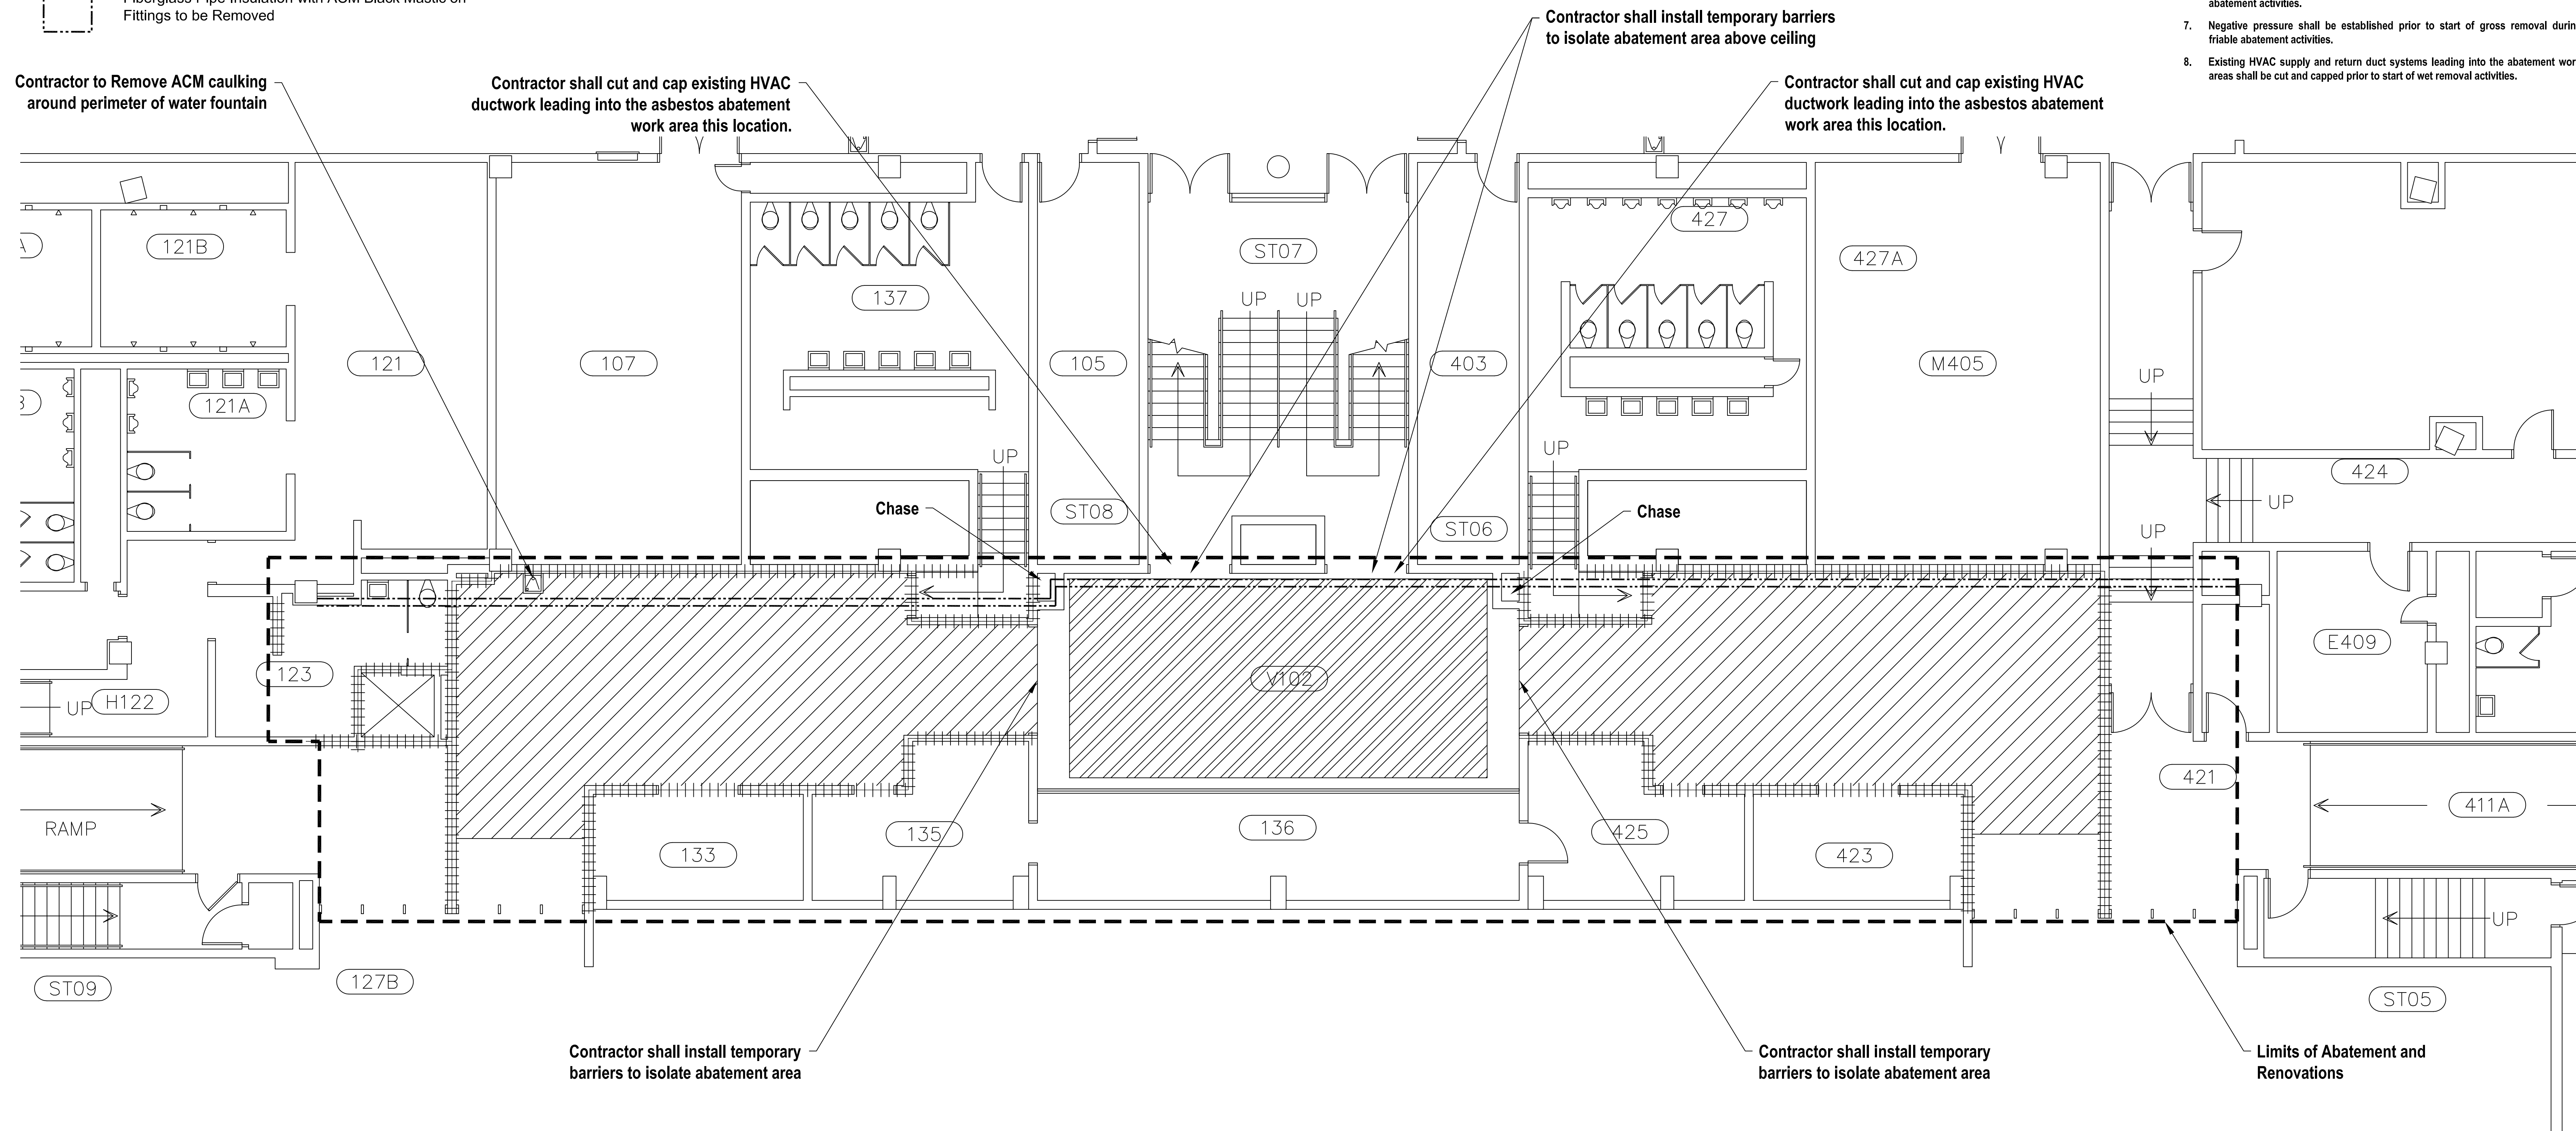 Fiberglass Pipe Insulation with ACM Black Mastic on
Fittings to be Removed
abatement activities.
7. Negative pressure shall be established prior to start of gross removal durin
friable abatement activities.
8. Existing HVAC supply and return duct systems leading into the abatement wor
areas shall be cut and capped prior to start of wet removal activities.
Contractor to Remove ACM caulking
around perimeter of water fountain
Contractor shall cut and cap existing HVAC
ductwork leading into the asbestos abatement
work area this location.
Contractor shall install temporary barriers
to isolate abatement area above ceiling
Contractor shall cut and cap existing HVAC
ductwork leading into the asbestos abatement
work area this location.
A
121B
137
ST07
427
427A
UP
UP
121
107
105
403
M405
UP
B
121A
UP
UP
424
Chase
ST08
ST06
Chase
UP
UP
123
V102
E409
UP
H122
421
RAMP
133
135
136
425
423
411A
UP
ST09
127B
ST05
Contractor shall install temporary
barriers to isolate abatement area
Contractor shall install temporary
barriers to isolate abatement area
Limits of Abatement and
Renovations